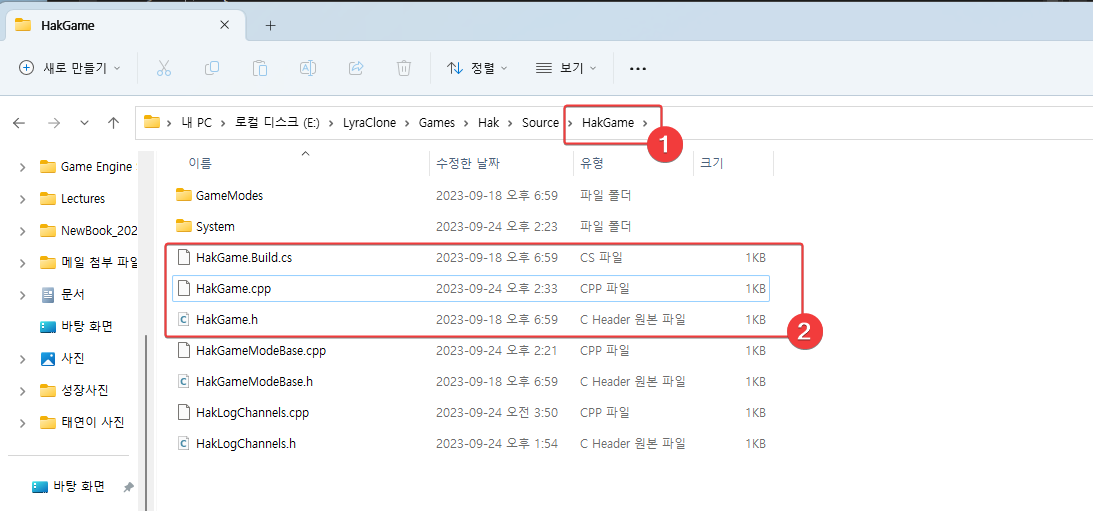 HakGame
새로 만들기
정렬
보기
내 PC > 로컬 디스크 (E:) > LyraClone > Games > Hak > Source > HakGame >
1
이름 수정한 날짜 유형 크기
Game Engine
Lectures
NewBook_202
메일 첨부 파일
문서
바탕 화면
사진
성장사진
태연이 사진
바탕 화면
GameModes 2023-09-18 오후 6:59 파일 폴더
System 2023-09-24 오후 2:23 파일 폴더
HakGame.Build.cs 2023-09-18 오후 6:59 CS 파일 1KB
HakGame.cpp 2023-09-24 오후 2:33 CPP 파일 1KB
HakGame.h 2023-09-18 오후 6:59 C Header 원본 파일 1KB
2
HakGameModeBase.cpp 2023-09-24 오후 2:21 CPP 파일 1KB
HakGameModeBase.h 2023-09-18 오후 6:59 C Header 원본 파일 1KB
HakLogChannels.cpp 2023-09-24 오전 3:50 CPP 파일 1KB
HakLogChannels.h 2023-09-24 오후 1:54 C Header 원본 파일 1KB